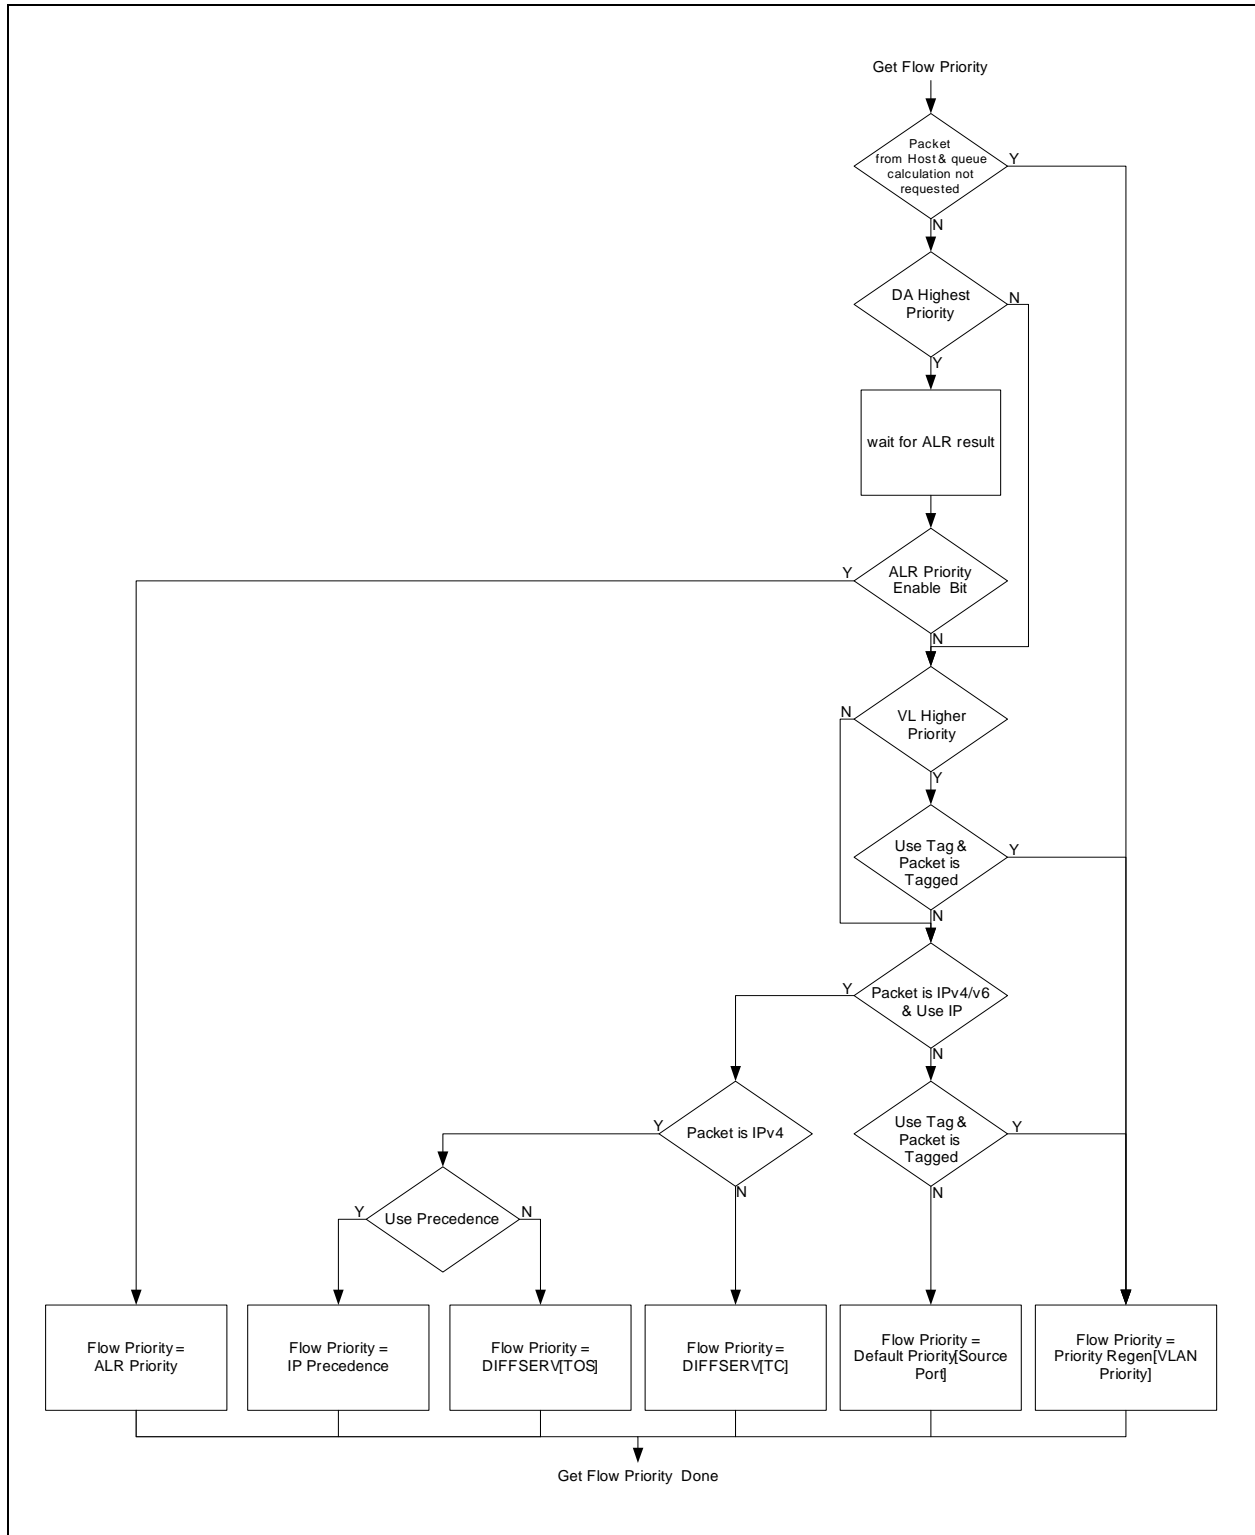 Get Flow Priority
Packet
from Host & queue
calculation not
requested
Y
N
DA Highest
Priority
N
Y
wait for ALR result
Y
ALR Priority
Enable Bit
N
N
VL Higher
Priority
Y
Use Tag &
Packet is
Tagged
Y
N
Y
Packet is IPv4/v6
& Use IP
N
Y
Packet is IPv4
N
Use Tag &
Packet is
Tagged
Y
N
Y
Use Precedence
N
Flow Priority =
ALR Priority
Flow Priority =
IP Precedence
Flow Priority =
DIFFSERV[TOS]
Flow Priority =
DIFFSERV[TC]
Flow Priority =
Default Priority[Source
Port]
Flow Priority =
Priority Regen[VLAN
Priority]
Get Flow Priority Done